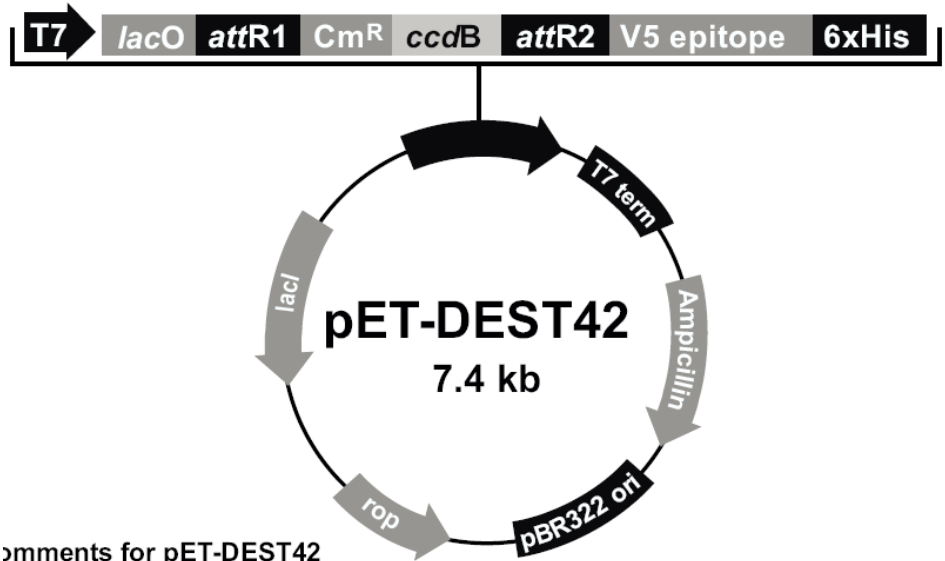 T7 lacO attR1 Cmᴿ ccdB attR2 V5 epitope 6xHis
T7 term
lacI
Ampicillin
pET-DEST42
7.4 kb
rop
pBR322 ori
omments for pET-DEST42